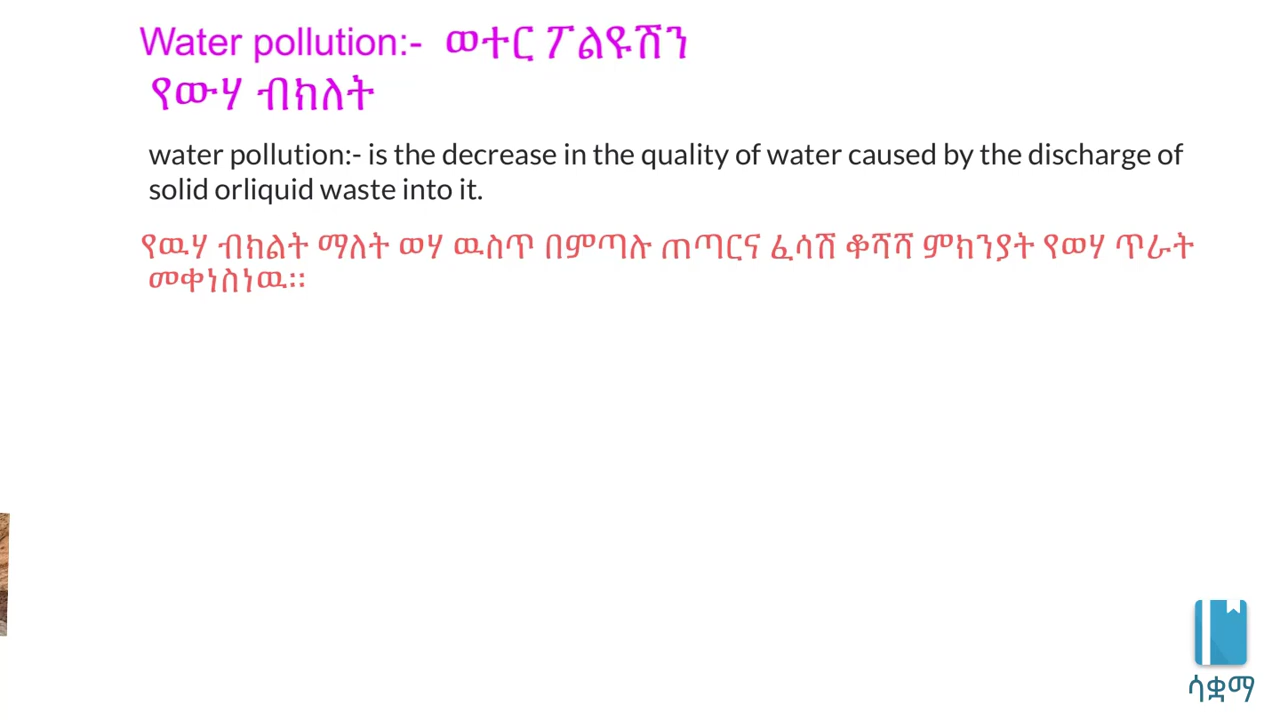 Water pollution:- ወተር ፖልዩሽን
የውሃ ብክለት
water pollution:- is the decrease in the quality of water caused by the discharge of
solid orliquid waste into it.
የዉሃ ብክልት ማለት ወሃ ዉስጥ በምጣሉ ጠጣርና ፈሳሽ ቆሻሻ ምክንያት የወሃ ጥራት
መቀነስነዉ፡፡
ሳቋማ